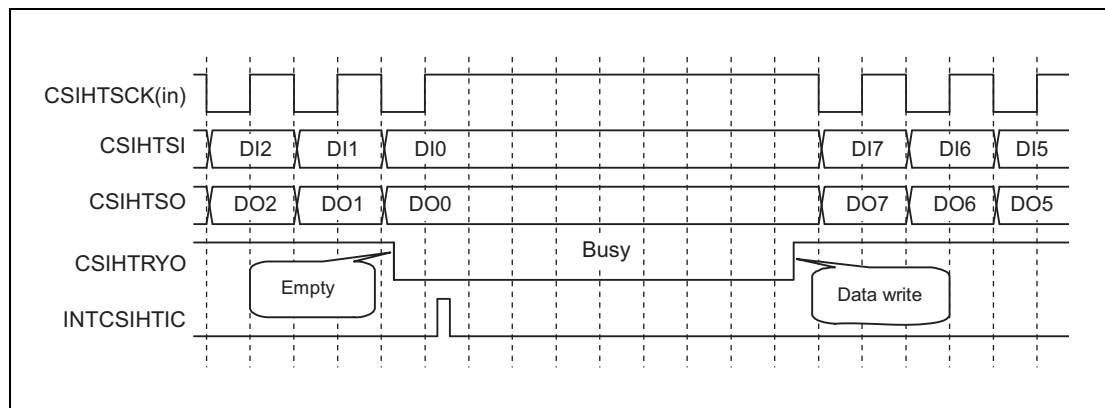 CSIHTSCK(in)
CSIHTSI DI2 DI1 DI0 DI7 DI6 DI5
CSIHTSO DO2 DO1 DO0 DO7 DO6 DO5
CSIHTRYO Busy
Empty Data write
INTCSIHTIC